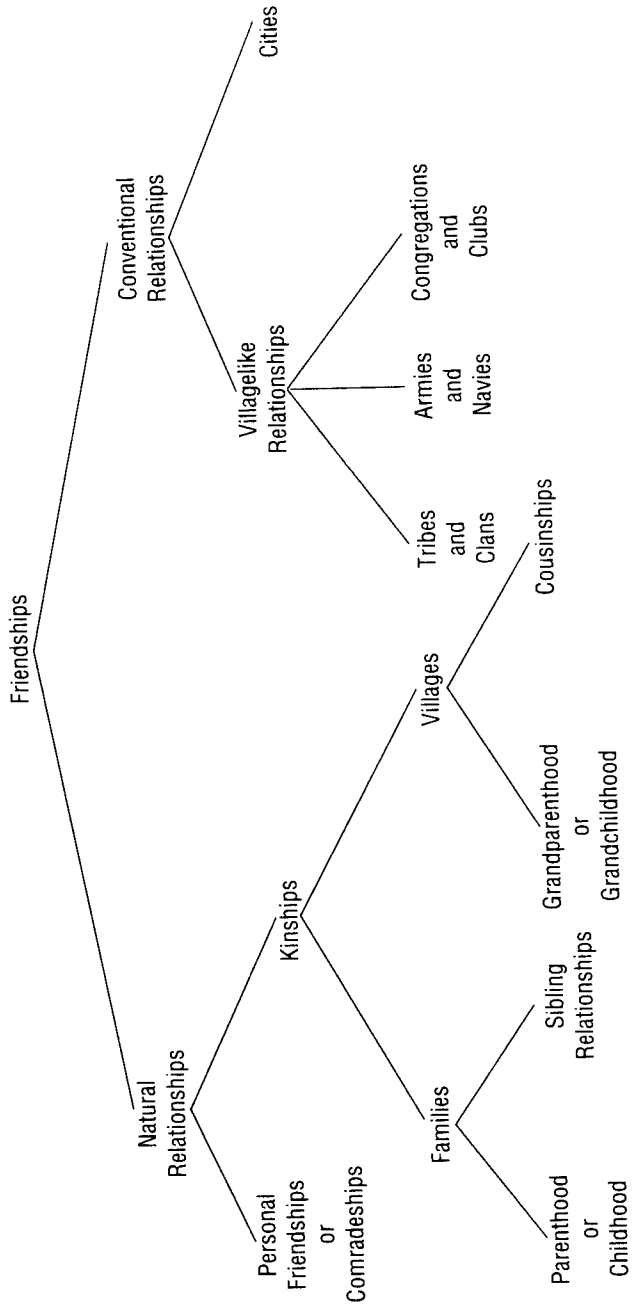 Friendships
Natural
Relationships
Conventional
Relationships
Personal
Friendships
or
Comradeships
Kinships
Villagelike
Relationships
Cities
Families
Villages
Tribes
and
Clans
Armies
and
Navies
Congregations
and
Clubs
Parenthood
or
Childhood
Sibling
Relationships
Grandparenthood
or
Grandchildhood
Cousinships